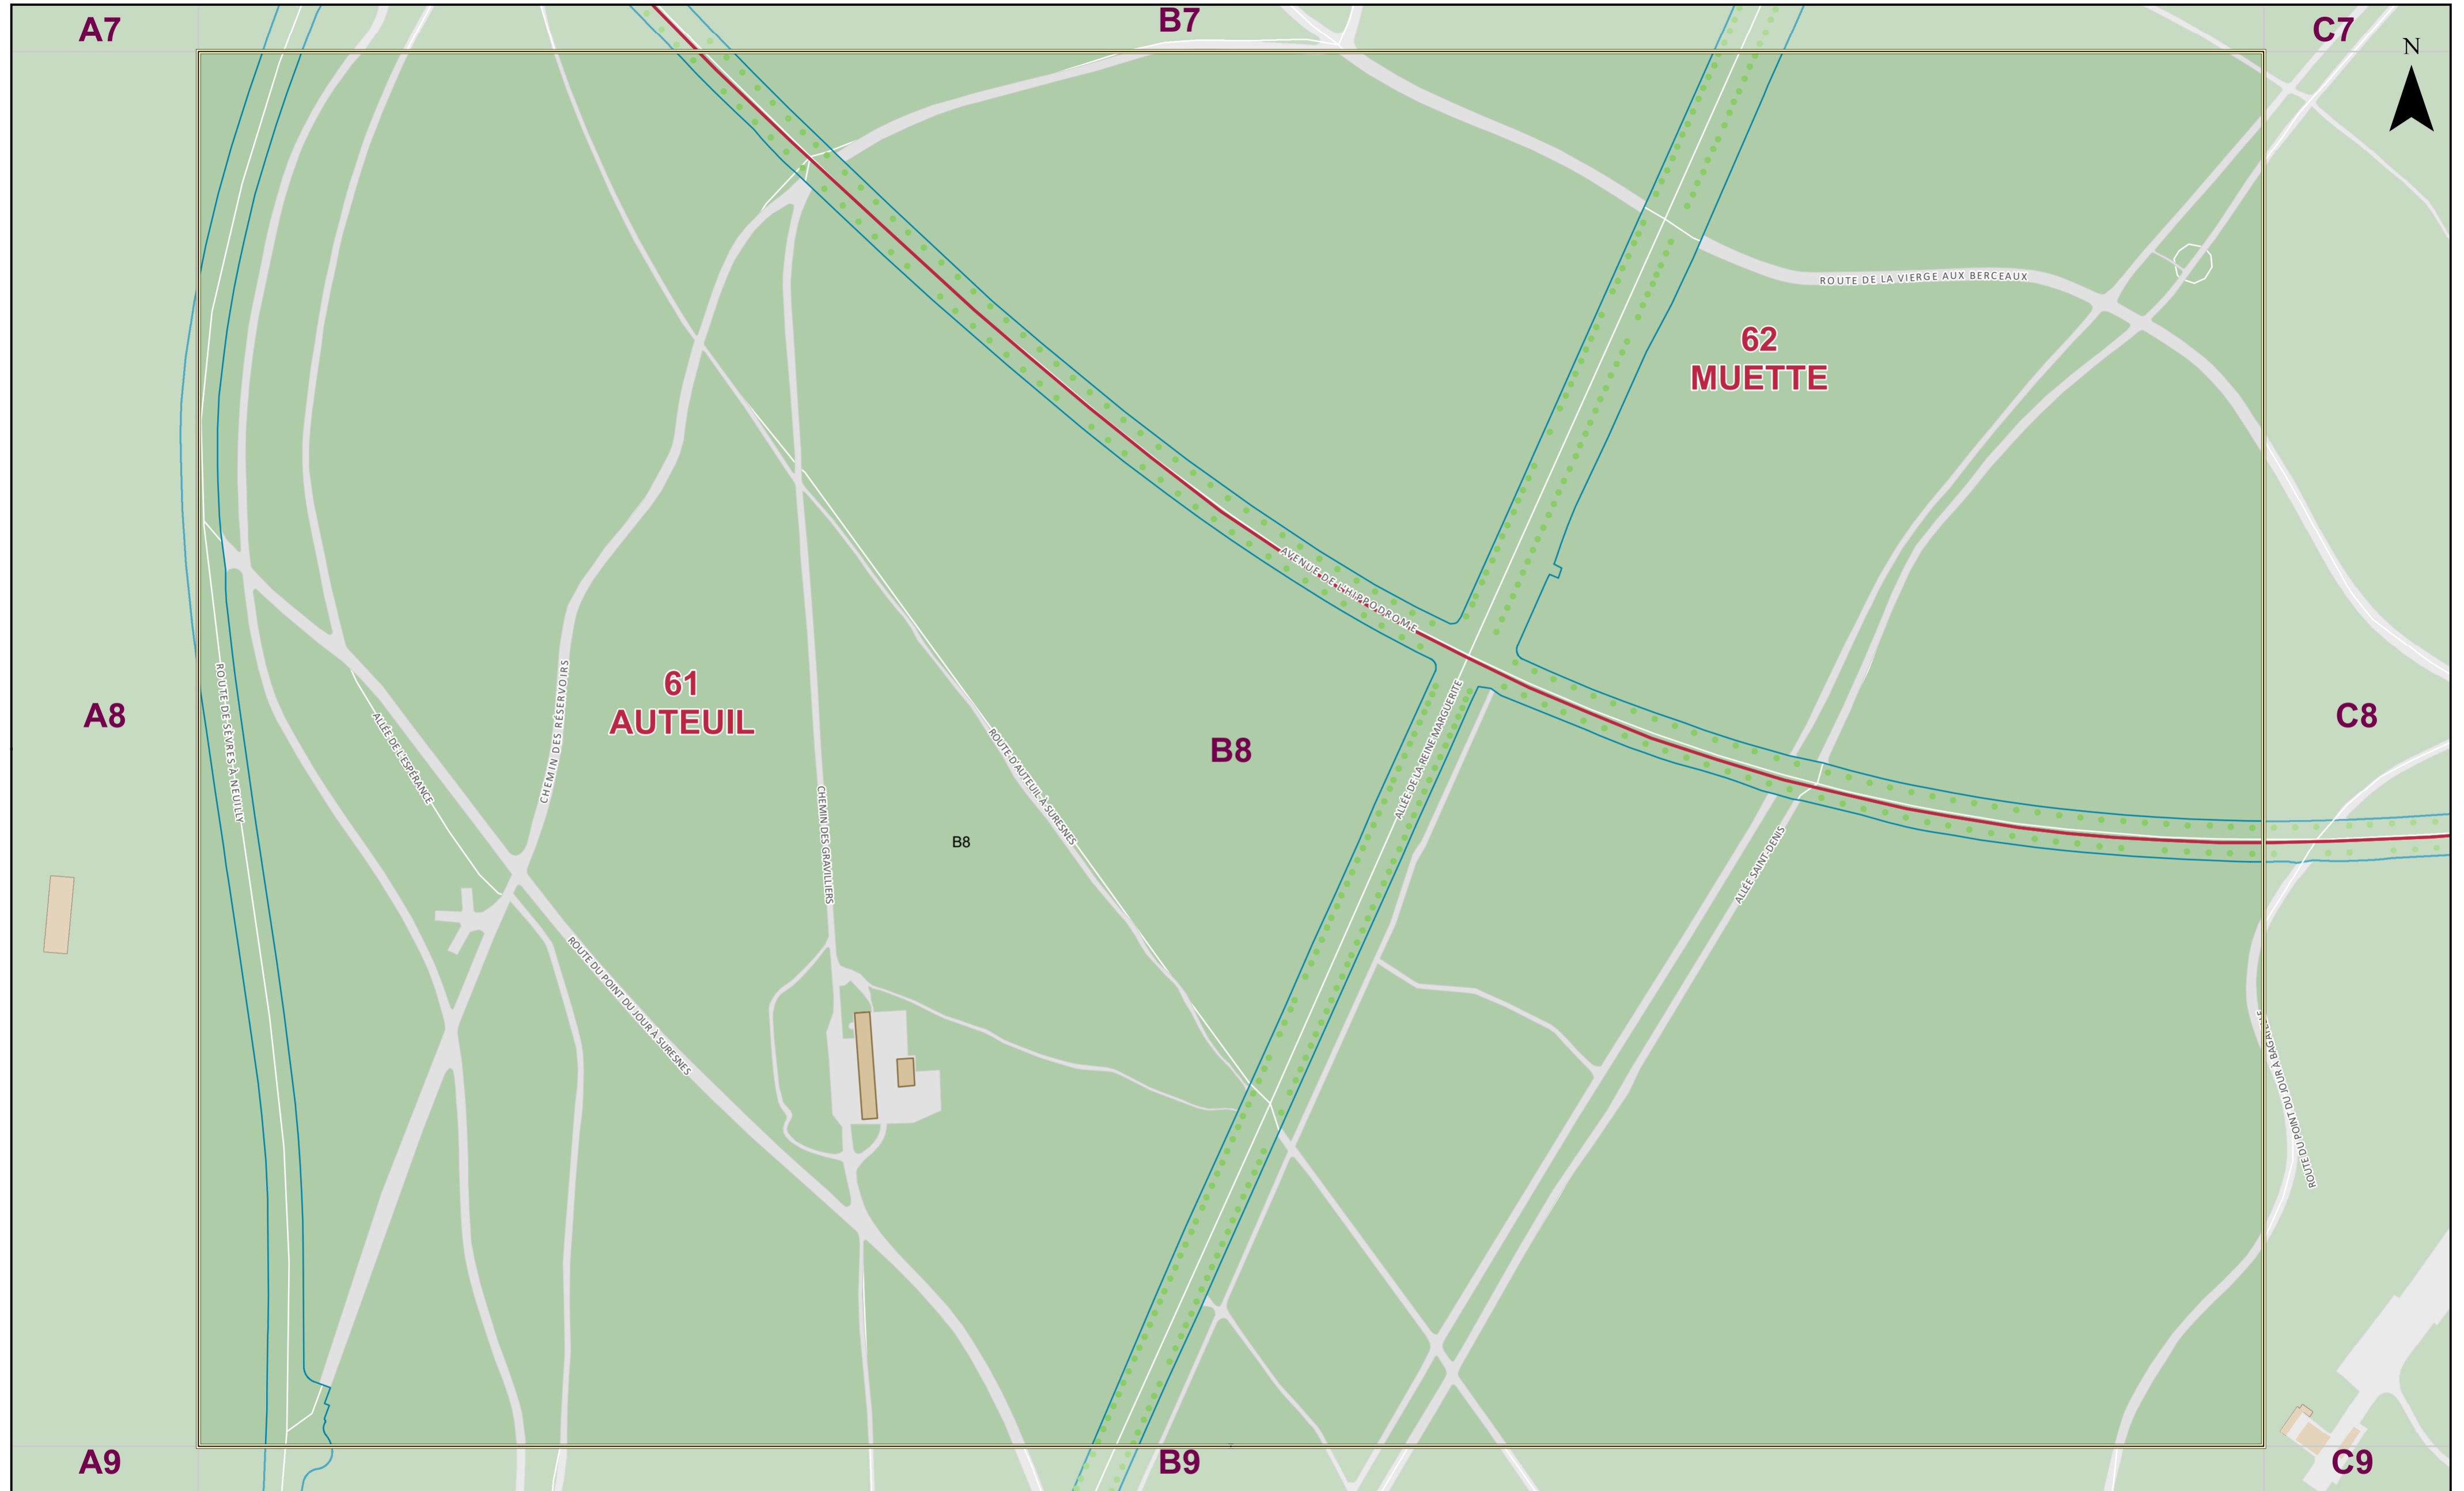 A7
B7
C7
N
ROUTE DE LA VIERGE AUX BERCEAUX
62
MUETTE
AVENUE DE L'HIPPODROME
61
AUTEUIL
A8
B8
C8
ROUTE DE SÈVRES À NEUILLY
ALLÉE DE L'ESPÉRANCE
CHEMIN DES RÉSERVOIRS
CHEMIN DES GRAVILLIERS
ROUTE D'AUTEUIL À SURESNES
ALLÉE DE LA REINE MARGUERITE
ALLÉE SAINT-DENIS
B8
ROUTE DU POINT DU JOUR À SURESNES
ROUTE DU POINT DU JOUR À BAGATELLE
A9
B9
C9